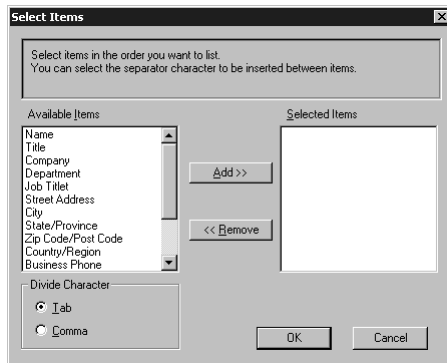 Select Items
Select items in the order you want to list.
You can select the separator character to be inserted between items.
Available Items
Selected Items
Name
Title
Company
Department
Job Titlet
Street Address
City
State/Province
Zip Code/Post Code
Country/Region
Business Phone
Add >>
<< Remove
Divide Character
Tab
Comma
OK
Cancel